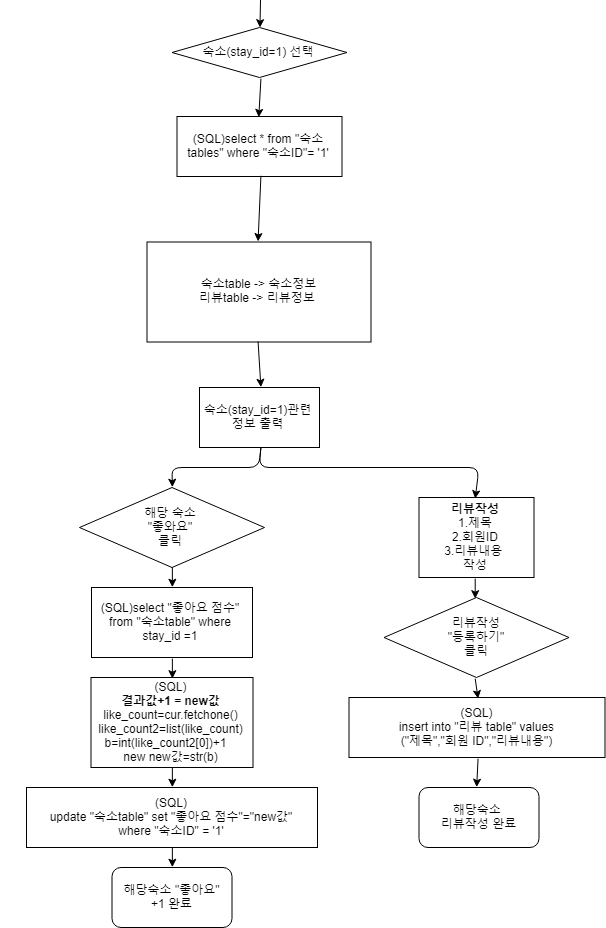 숙소(stay_id=1) 선택
(SQL)select * from "숙소
tables" where "숙소ID"= '1'
숙소table -> 숙소정보
리뷰table -> 리뷰정보
숙소(stay_id=1)관련
정보 출력
해당 숙소
"좋와요"
클릭
(SQL)select "좋아요 점수"
from "숙소table" where
stay_id =1
(SQL)
결과값+1 = new값
like_count=cur.fetchone()
like_count2=list(like_count)
b=int(like_count2[0])+1
new new값=str(b)
(SQL)
update "숙소table" set "좋아요 점수"="new값"
where "숙소ID" = '1'
해당숙소 "좋아요"
+1 완료
리뷰작성
1.제목
2.회원ID
3.리뷰내용
작성
리뷰작성
"등록하기"
클릭
(SQL)
insert into "리뷰 table" values
("제목","회원 ID","리뷰내용")
해당숙소
리뷰작성 완료